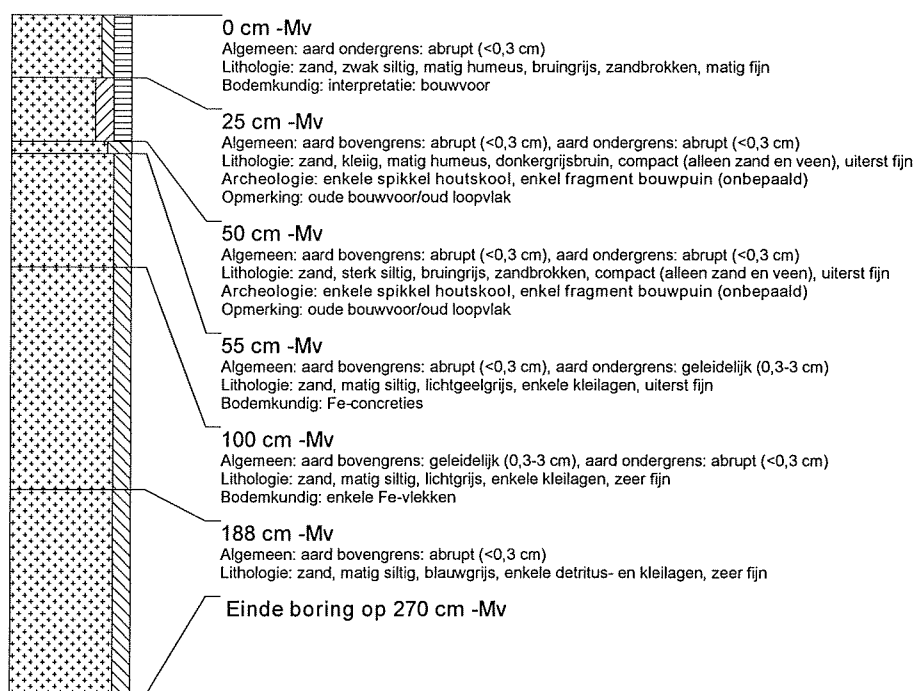 0 cm -Mv
Algemeen: aard ondergrens: abrupt (<0,3 cm)
Lithologie: zand, zwak siltig, matig humeus, bruingrijs, zandbrokken, matig fijn
Bodemkundig: interpretatie: bouwvoor
25 cm -Mv
Algemeen: aard bovengrens: abrupt (<0,3 cm), aard ondergrens: abrupt (<0,3 cm)
Lithologie: zand, kleiig, matig humeus, donkergrijsbruin, compact (alleen zand en veen), uiterst fijn
Archeologie: enkele spikkel houtskool, enkel fragment bouwpuin (onbepaald)
Opmerking: oude bouwvoor/oud loopvlak
50 cm -Mv
Algemeen: aard bovengrens: abrupt (<0,3 cm), aard ondergrens: abrupt (<0,3 cm)
Lithologie: zand, sterk siltig, bruingrijs, zandbrokken, compact (alleen zand en veen), uiterst fijn
Archeologie: enkele spikkel houtskool, enkel fragment bouwpuin (onbepaald)
Opmerking: oude bouwvoor/oud loopvlak
55 cm -Mv
Algemeen: aard bovengrens: abrupt (<0,3 cm), aard ondergrens: geleidelijk (0,3-3 cm)
Lithologie: zand, matig siltig, lichtgeelgrijs, enkele kleilagen, uiterst fijn
Bodemkundig: Fe-concreties
100 cm -Mv
Algemeen: aard bovengrens: geleidelijk (0,3-3 cm), aard ondergrens: abrupt (<0,3 cm)
Lithologie: zand, matig siltig, lichtgrijs, enkele kleilagen, zeer fijn
Bodemkundig: enkele Fe-vlekken
188 cm -Mv
Algemeen: aard bovengrens: abrupt (<0,3 cm)
Lithologie: zand, matig siltig, blauwgrijs, enkele detritus- en kleilagen, zeer fijn
Einde boring op 270 cm -Mv